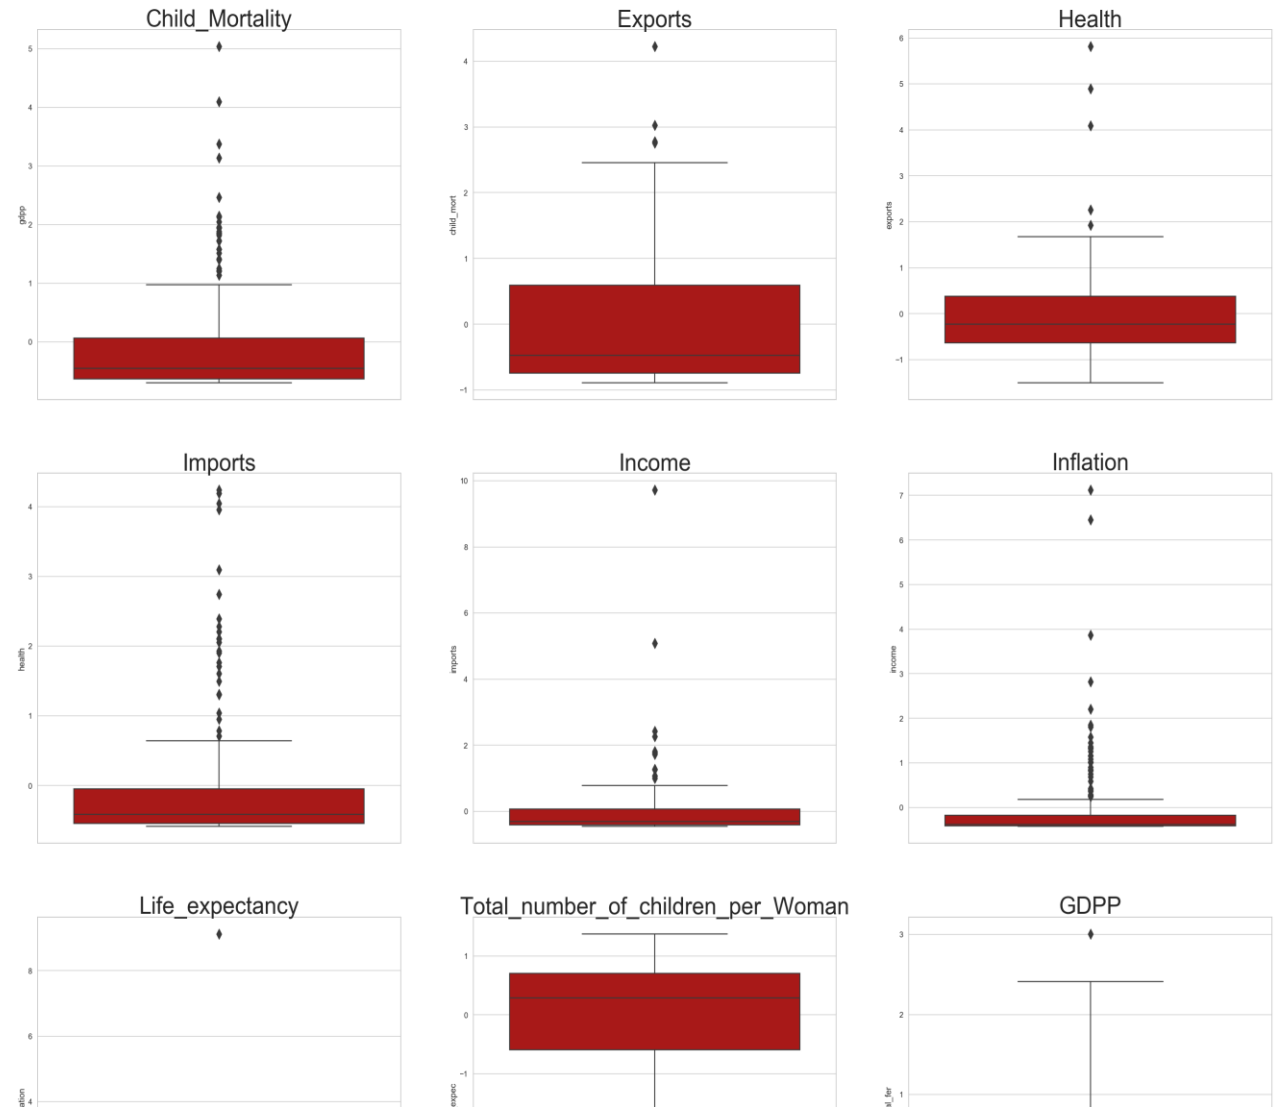 Child_Mortality
5
4
3
2
1
0
gdpp
Exports
4
3
2
1
0
−1
child_mort
Health
6
5
4
3
2
1
0
−1
exports
Imports
4
3
2
1
0
health
Income
10
8
6
4
2
0
imports
Inflation
7
6
5
4
3
2
1
0
income
Life_expectancy
8
6
4
ation
Total_number_of_children_per_Woman
1
0
−1
expec
GDPP
3
2
1
al_fer